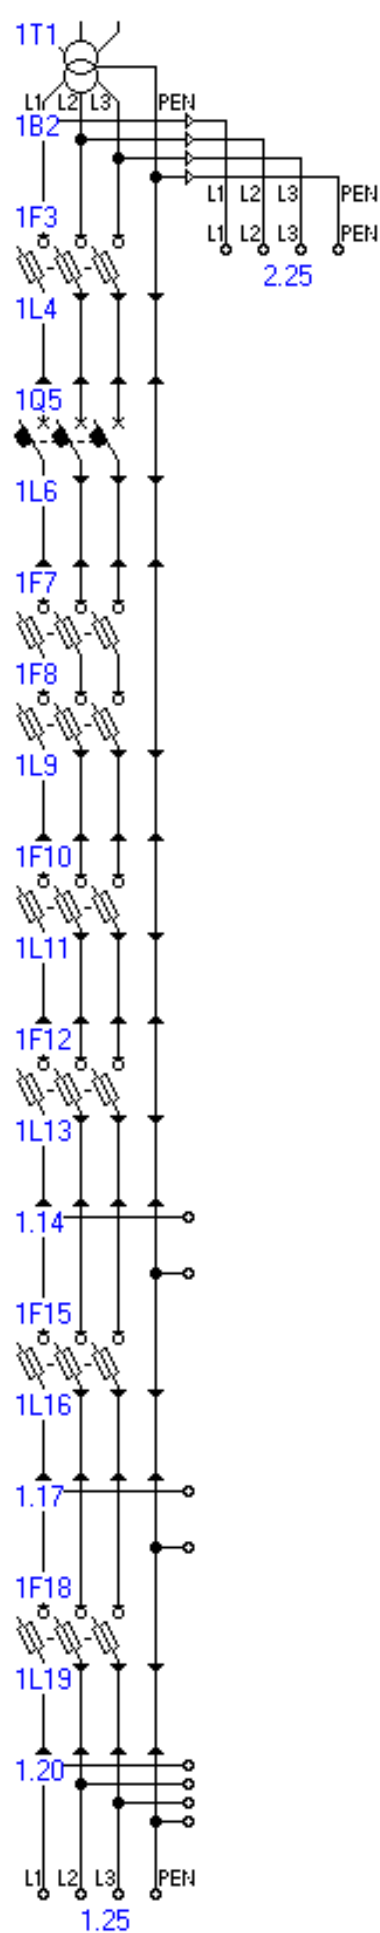 1T1
L1 L2 L3 PEN
1B2
L1 L2 L3 PEN
1F3
L1 L2 L3 PEN
2.25
1L4
1Q5
1L6
1F7
1F8
1L9
1F10
1L11
1F12
1L13
1.14
1F15
1L16
1.17
1F18
1L19
1.20
L1 L2 L3 PEN
1.25